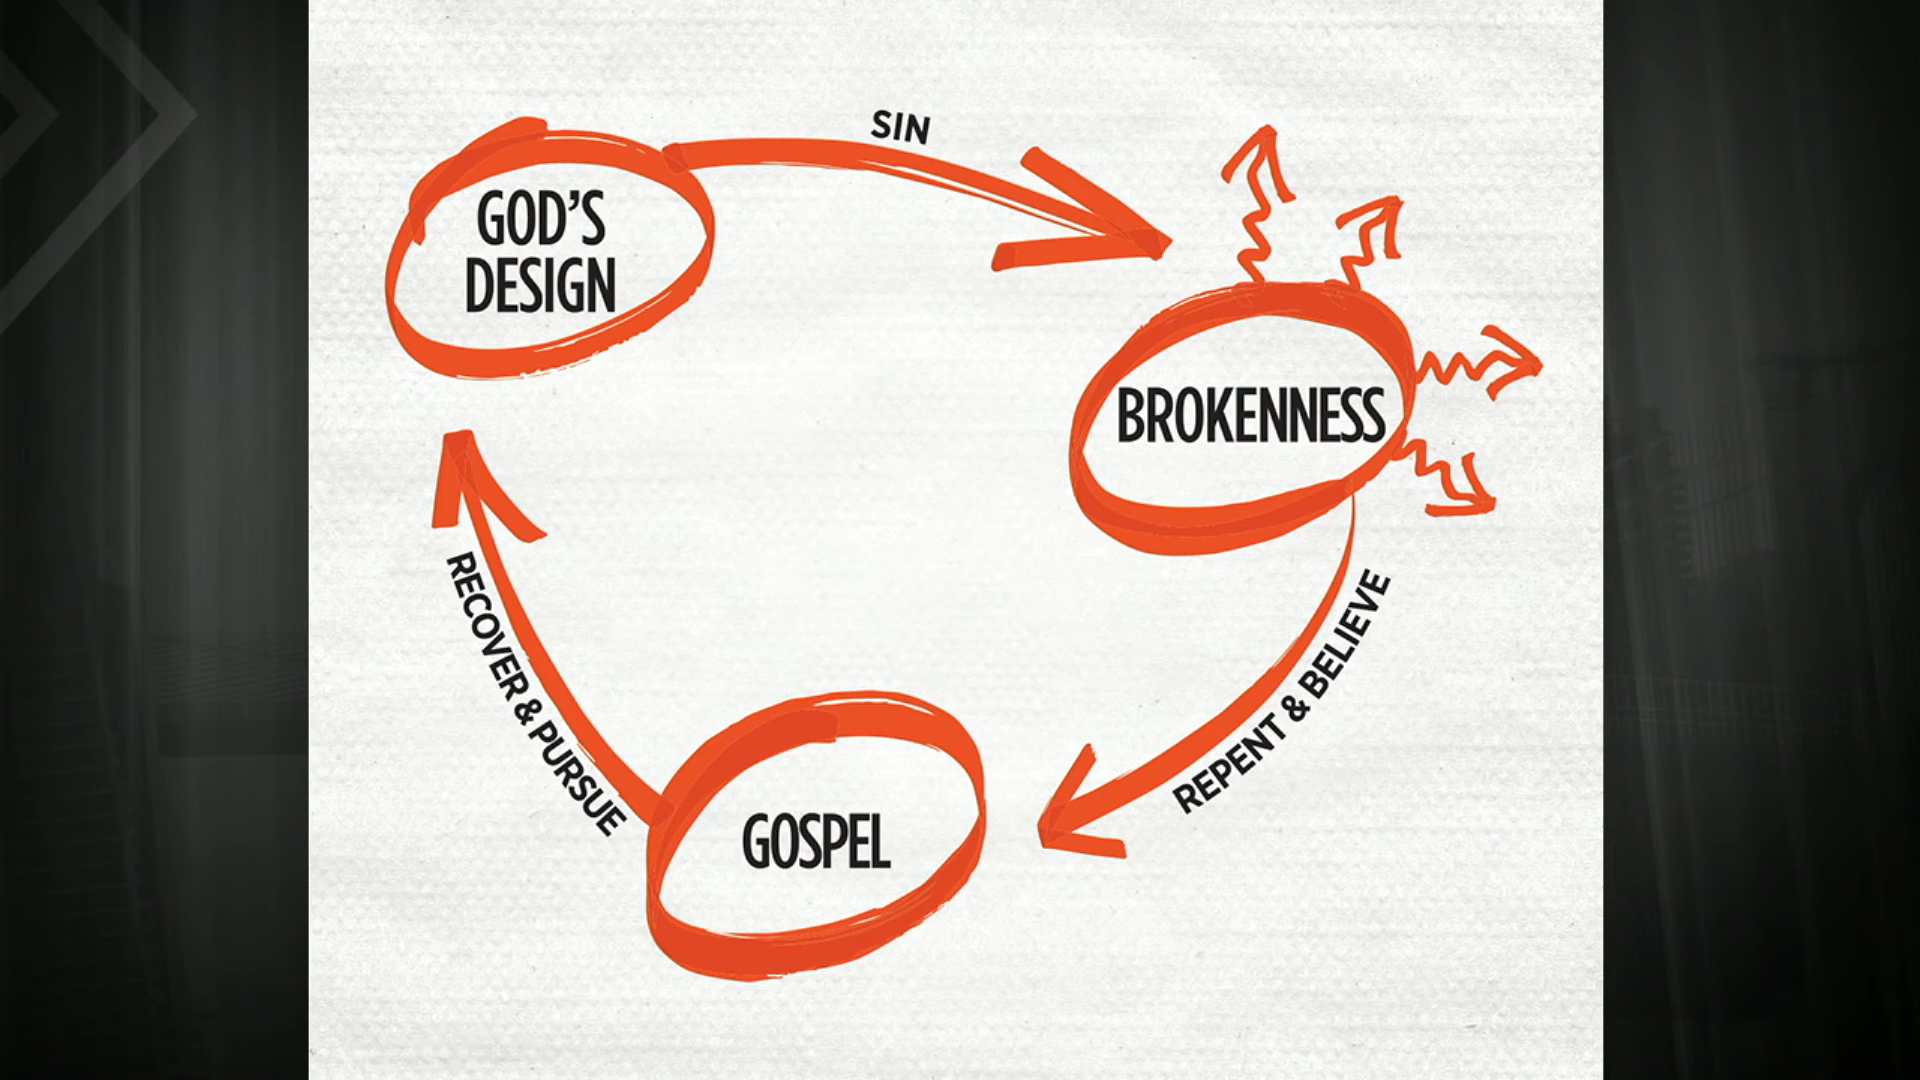 SIN
GOD'S
DESIGN
BROKENNESS
REPENT & BELIEVE
RECOVER & PURSUE
GOSPEL